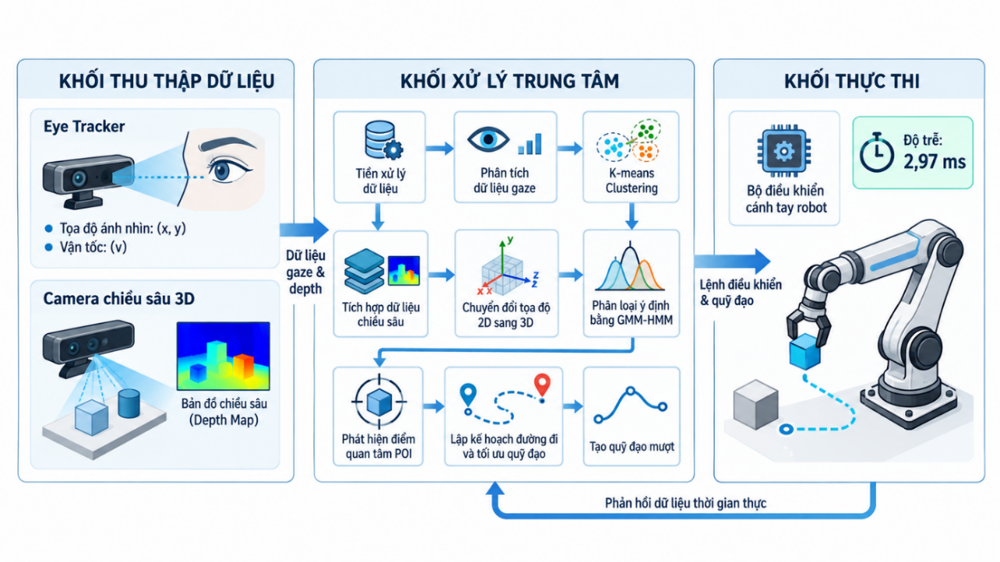 KHỐI THU THẬP DỮ LIỆU
Eye Tracker
Tọa độ ánh nhìn: (x, y)
Vận tốc: (v)
Camera chiều sâu 3D
Bản đồ chiều sâu
(Depth Map)
Dữ liệu
gaze &
depth
KHỐI XỬ LÝ TRUNG TÂM
Tiền xử lý
dữ liệu
Phân tích
dữ liệu gaze
K-means
Clustering
Tích hợp dữ liệu
chiều sâu
y
z
z
x x
Chuyển đổi tọa độ
2D sang 3D
Phân loại ý định
bằng GMM-HMM
Phát hiện điểm
quan tâm POI
Lập kế hoạch đường đi
và tối ưu quỹ đạo
Tạo quỹ đạo mượt
Lệnh điều khiển
& quỹ đạo
KHỐI THỰC THI
Bộ điều khiển
cánh tay robot
Độ trễ:
2,97 ms
Phản hồi dữ liệu thời gian thực